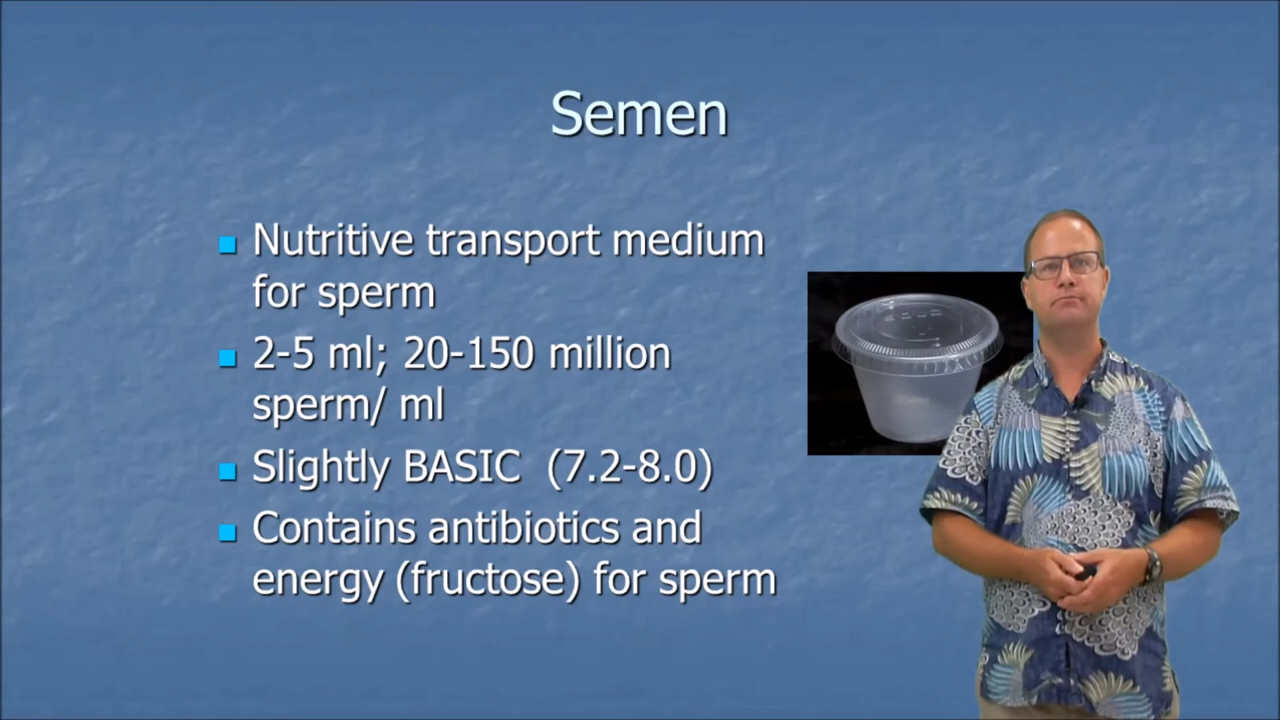 Semen
Nutritive transport medium
for sperm
2-5 ml; 20-150 million
sperm/ ml
Slightly BASIC  (7.2-8.0)
Contains antibiotics and
energy (fructose) for sperm